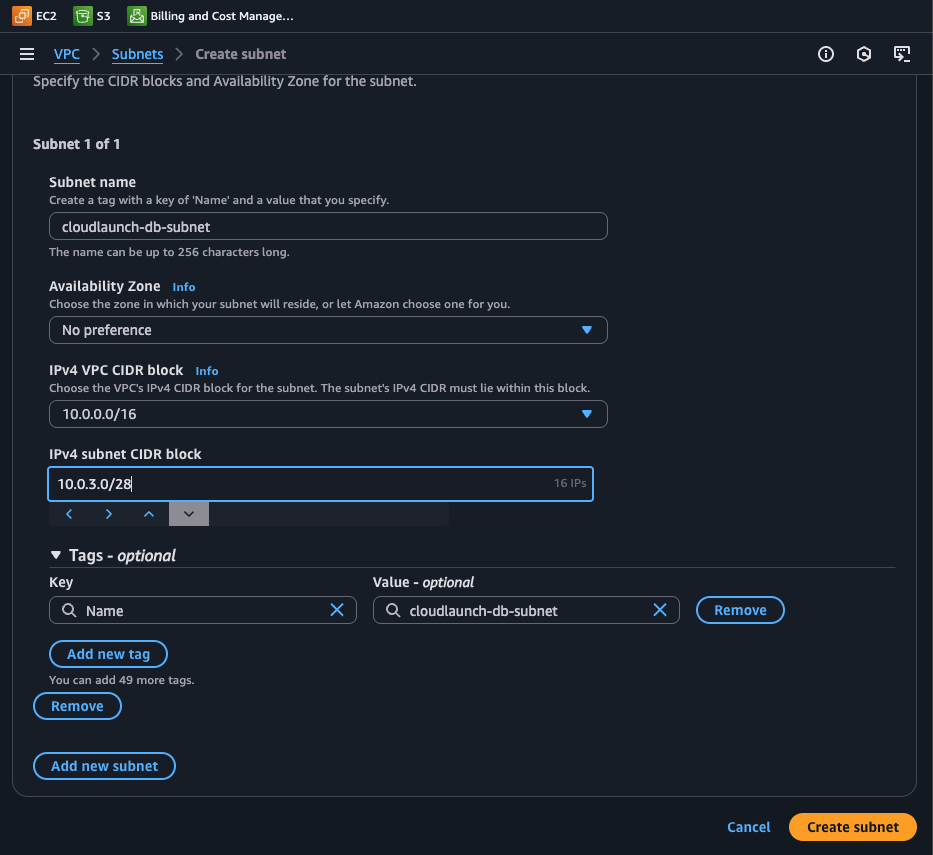 EC2 S3 Billing and Cost Manage...
VPC Subnets Create subnet
Specify the CIDR blocks and Availability Zone for the subnet.
Subnet 1 of 1
Subnet name
Create a tag with a key of 'Name' and a value that you specify.
cloudlaunch-db-subnet
The name can be up to 256 characters long.
Availability Zone Info
Choose the zone in which your subnet will reside, or let Amazon choose one for you.
No preference
IPv4 VPC CIDR block Info
Choose the VPC's IPv4 CIDR block for the subnet. The subnet's IPv4 CIDR must lie within this block.
10.0.0.0/16
IPv4 subnet CIDR block
10.0.3.0/28 16 IPs
Tags - optional
Key Value - optional
Name cloudlaunch-db-subnet Remove
Add new tag
You can add 49 more tags.
Remove
Add new subnet
Cancel Create subnet